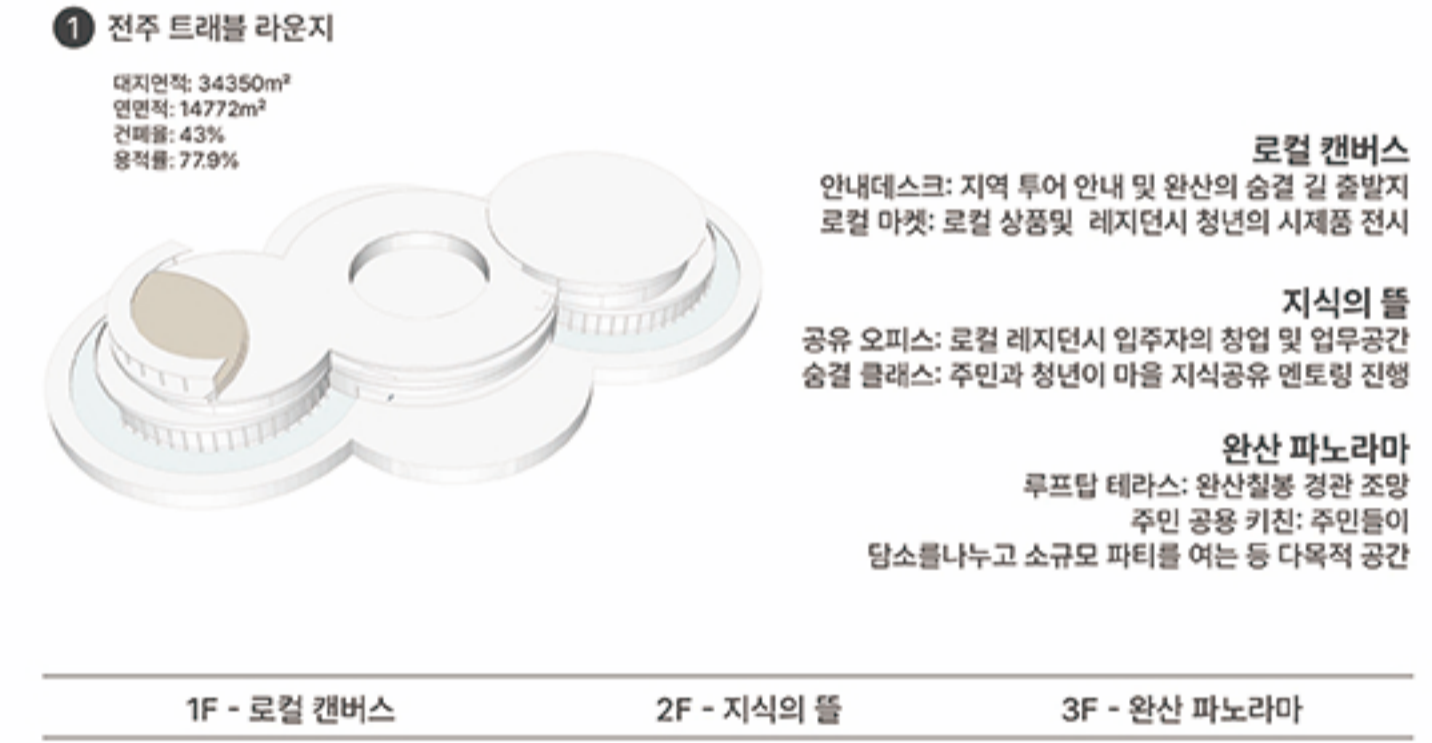 1 전주 트래블 라운지
대지면적: 34350m²
연면적: 14772m²
건폐율: 43%
용적률: 77.9%
로컬 캔버스
안내데스크: 지역 투어 안내 및 완산의 숨결 길 출발지
로컬 마켓: 로컬 상품및 레지던시 청년의 시제품 전시
지식의 뜰
공유 오피스: 로컬 레지던시 입주자의 창업 및 업무공간
숨결 클래스: 주민과 청년이 마을 지식공유 멘토링 진행
완산 파노라마
루프탑 테라스: 완산칠봉 경관 조망
주민 공용 키친: 주민들이
담소를나누고 소규모 파티를 여는 등 다목적 공간
1F - 로컬 캔버스 2F - 지식의 뜰 3F - 완산 파노라마